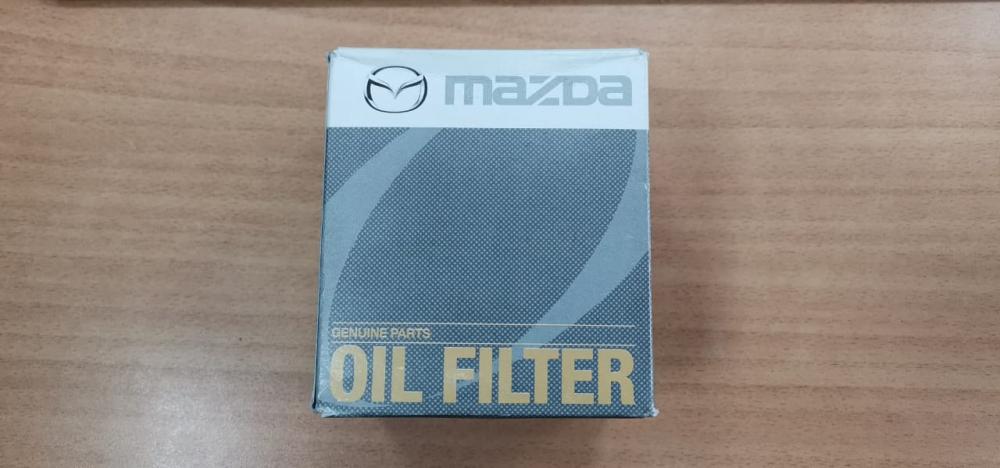 mazda
GENUINE PARTS
OIL FILTER